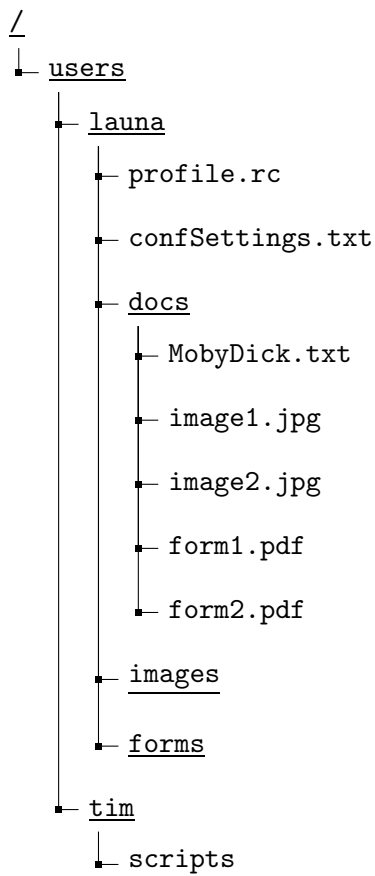 /
users
launa
profile.rc
confSettings.txt
docs
MobyDick.txt
image1.jpg
image2.jpg
form1.pdf
form2.pdf
images
forms
tim
scripts